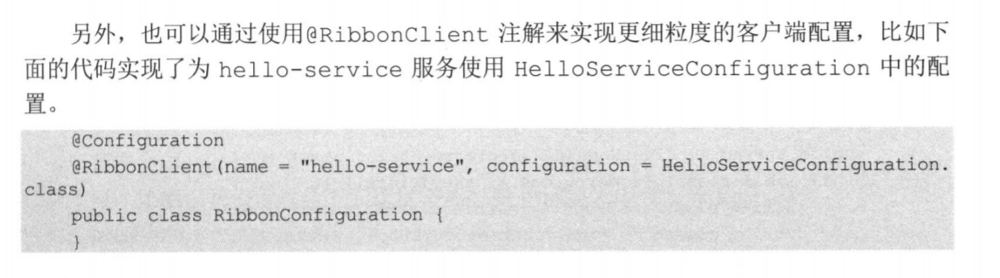 另外，也可以通过使用@RibbonClient 注解来实现更细粒度的客户端配置，比如下
面的代码实现了为 hello-service 服务使用 HelloServiceConfiguration 中的配
置。
@Configuration
@RibbonClient(name = "hello-service", configuration = HelloServiceConfiguration.
class)
public class RibbonConfiguration {
}